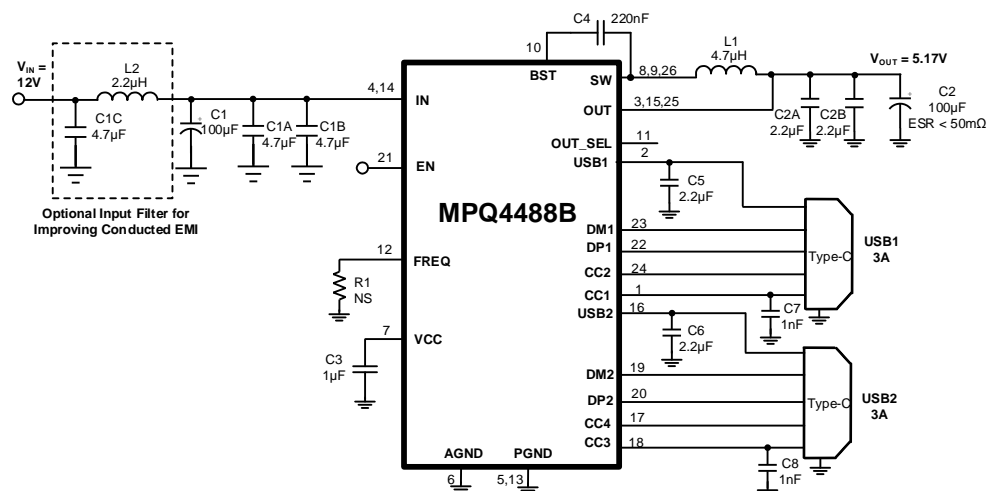 C4 220nF
10
BST
V_IN =
12V
L2
2.2µH
C1C
4.7µF
Optional Input Filter for
Improving Conducted EMI
C1
100µF
+
C1A
4.7µF
C1B
4.7µF
4,14
IN
21
EN
12
FREQ
R1
NS
7
VCC
C3
1µF
MPQ4488B
AGND
6
PGND
5,13
SW
8,9,26
L1
4.7µH
V_OUT = 5.17V
OUT
3,15,25
C2A
2.2µF
C2B
2.2µF
+
C2
100µF
ESR < 50mΩ
OUT_SEL
11
USB1
2
C5
2.2µF
DM1
23
DP1
22
CC2
24
CC1
1
C7
1nF
Type-C
USB1
3A
USB2
16
C6
2.2µF
DM2
19
DP2
20
CC4
17
CC3
18
C8
1nF
Type-C
USB2
3A